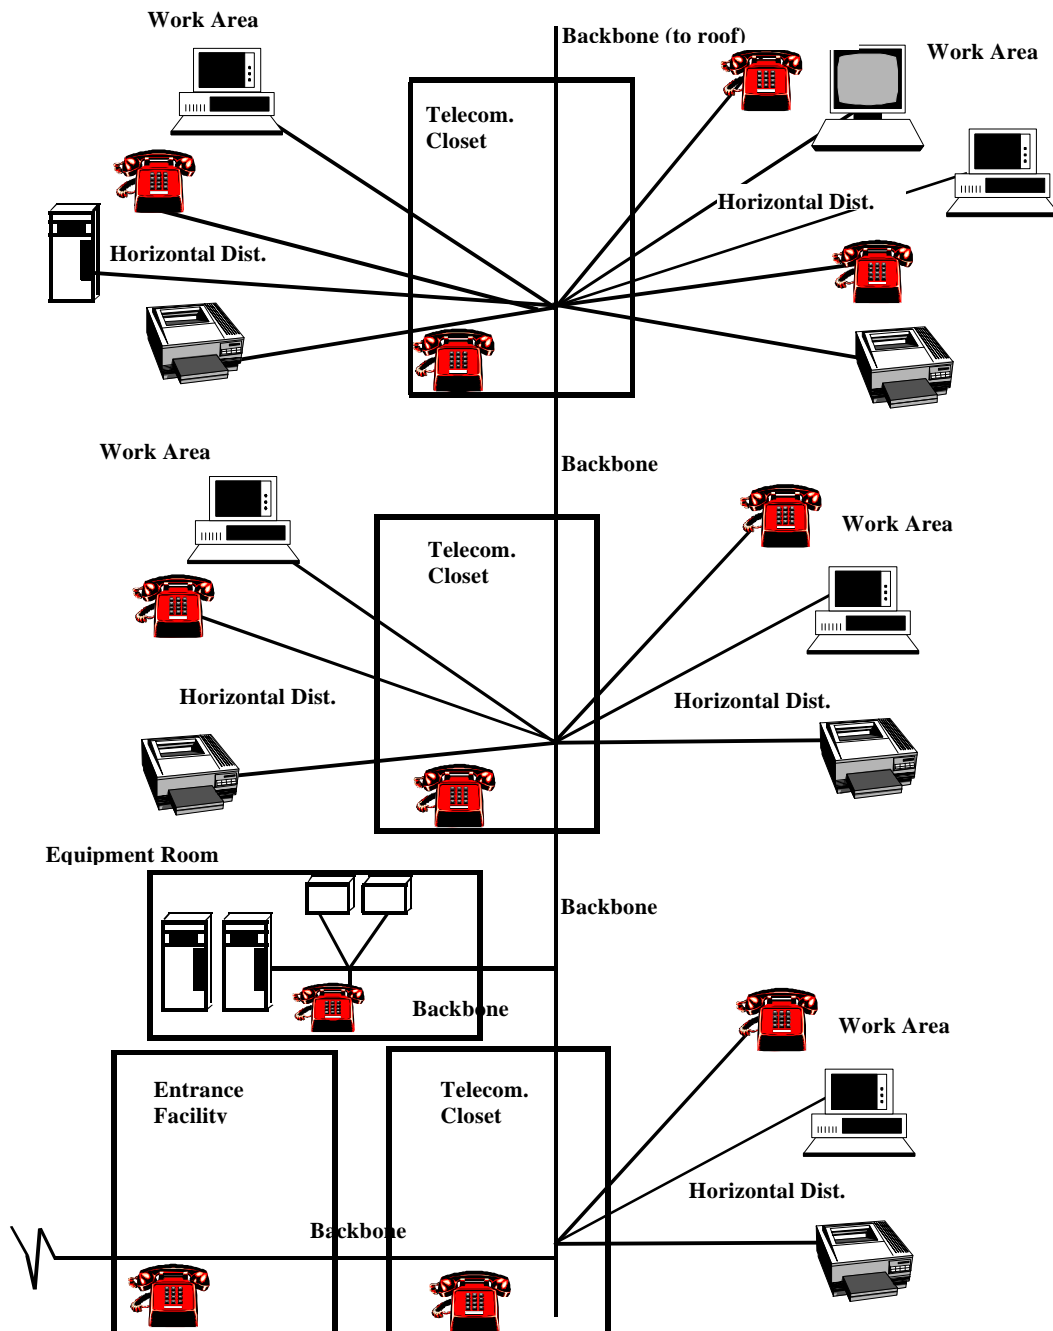 Work Area
Backbone (to roof)
Work Area
Telecom.
Closet
Horizontal Dist.
Horizontal Dist.
Work Area
Backbone
Work Area
Telecom.
Closet
Horizontal Dist.
Horizontal Dist.
Equipment Room
Backbone
Backbone
Work Area
Entrance
Facility
Telecom.
Closet
Horizontal Dist.
Backbone